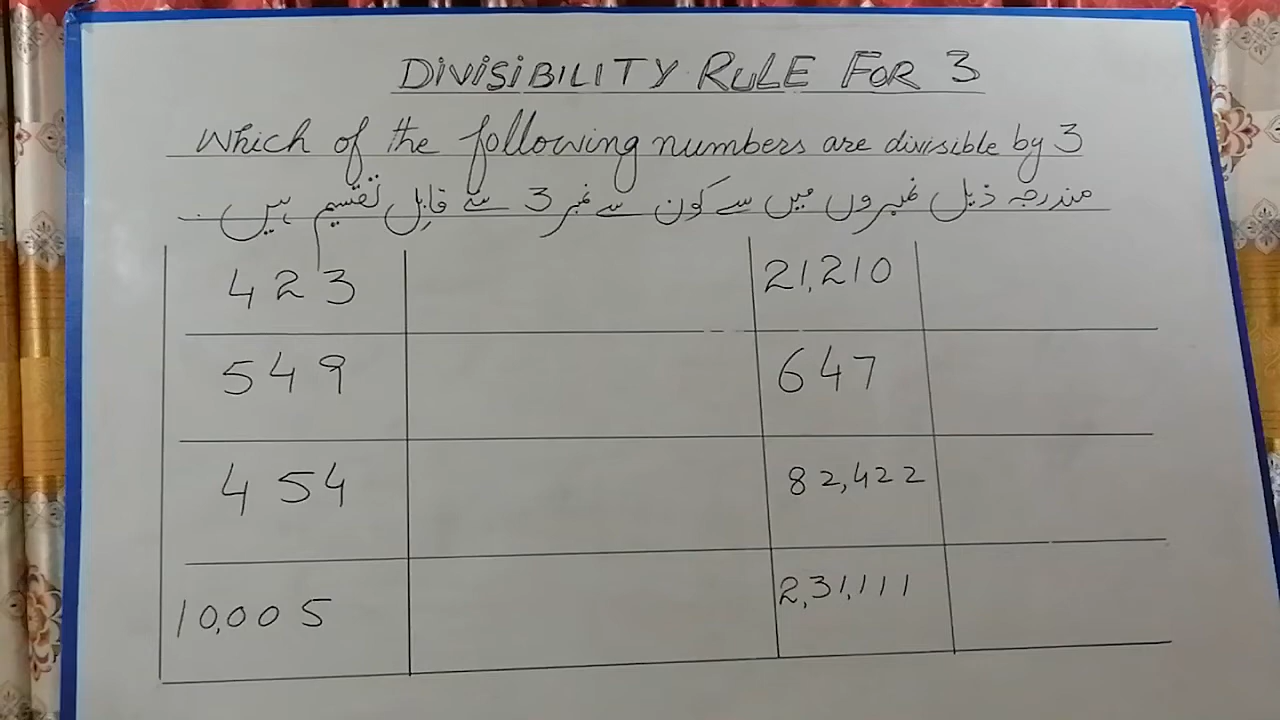 DIVISIBILITY RULE FOR 3
Which of the following numbers are divisible by 3
مندرجہ ذیل نمبروں میں سے کون سے نمبر 3 سے قابِل تقسیم ہیں۔
423 21,210
549 647
454 82,422
10,005 2,31,111